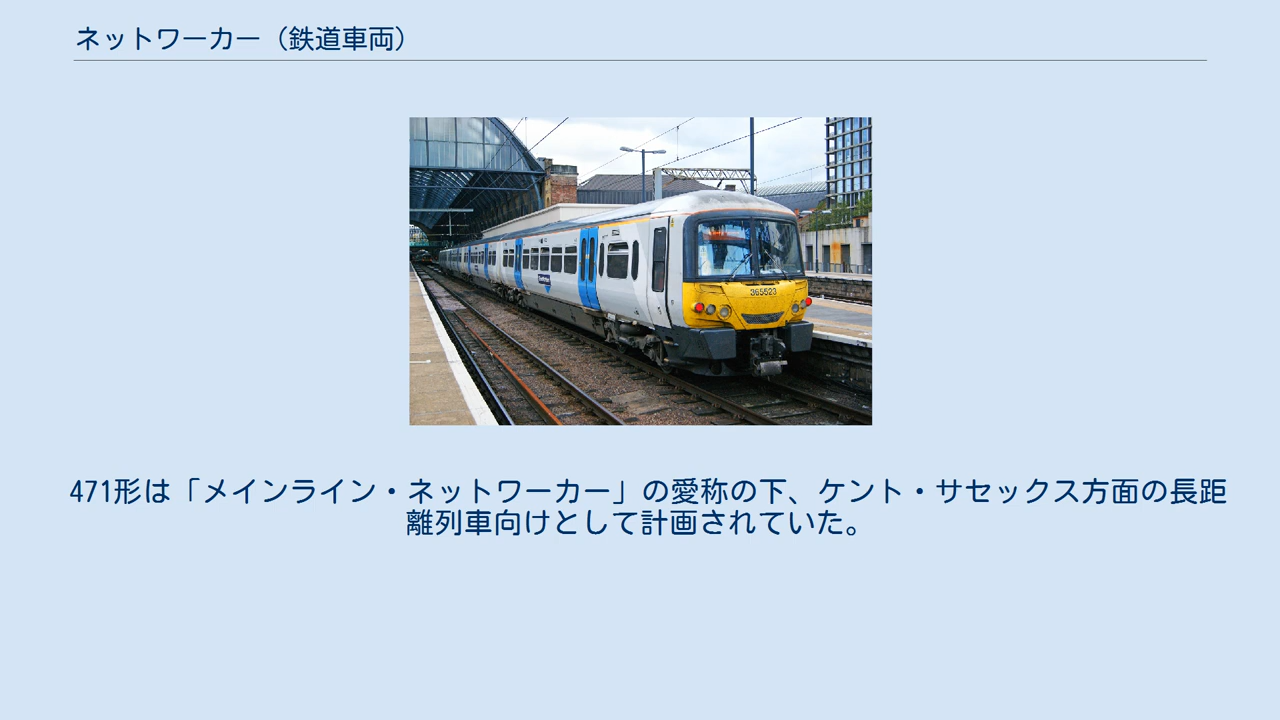 ネットワーカー（鉄道車両）
365523
471形は「メインライン・ネットワーカー」の愛称の下、ケント・サセックス方面の長距
離列車向けとして計画されていた。